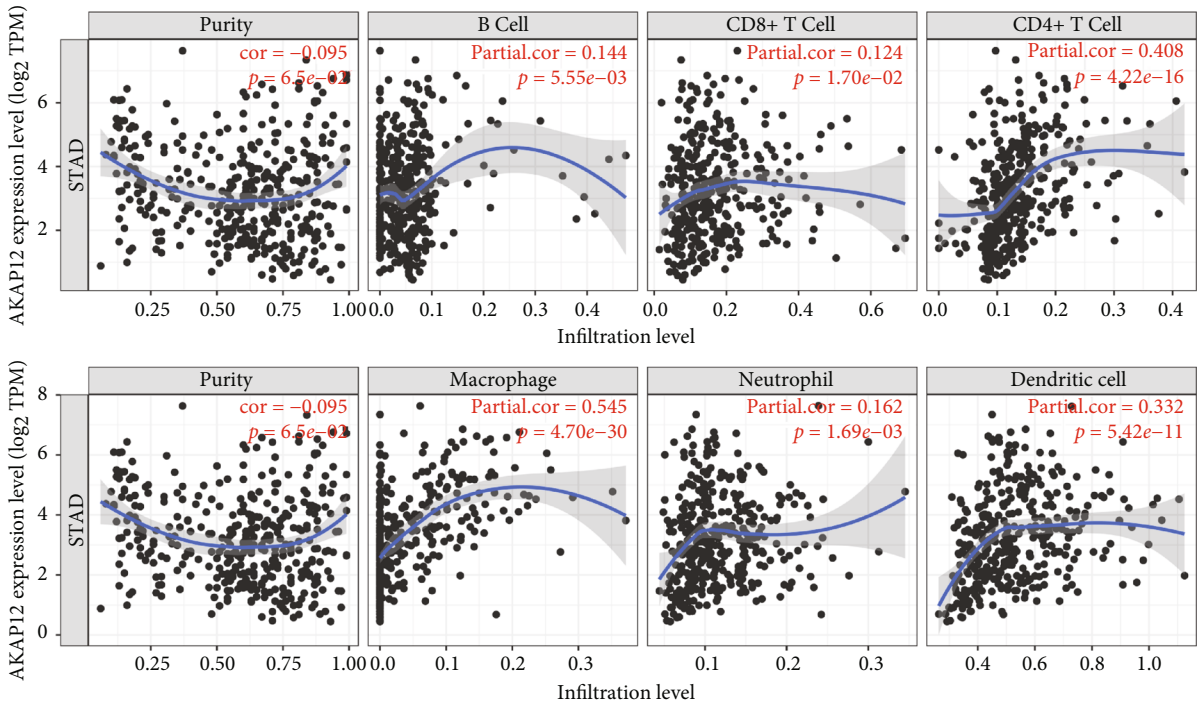 Purity B Cell CD8+ T Cell CD4+ T Cell
cor = −0.095 Partial.cor = 0.144 Partial.cor = 0.124 Partial.cor = 0.408
p = 6.5e−02 p = 5.55e−03 p = 1.70e−02 p = 4.22e−16
AKAP12 expression level (log2 TPM)
STAD
6
4
2
0.25 0.50 0.75 1.00 0.0 0.1 0.2 0.3 0.4 0.0 0.2 0.4 0.6 0.0 0.1 0.2 0.3 0.4
Infiltration level
Purity Macrophage Neutrophil Dendritic cell
cor = −0.095 Partial.cor = 0.545 Partial.cor = 0.162 Partial.cor = 0.332
p = 6.5e−02 p = 4.70e−30 p = 1.69e−03 p = 5.42e−11
AKAP12 expression level (log2 TPM)
STAD
8
6
4
2
0
0.25 0.50 0.75 1.00 0.0 0.1 0.2 0.3 0.1 0.2 0.3 0.4 0.6 0.8 1.0
Infiltration level